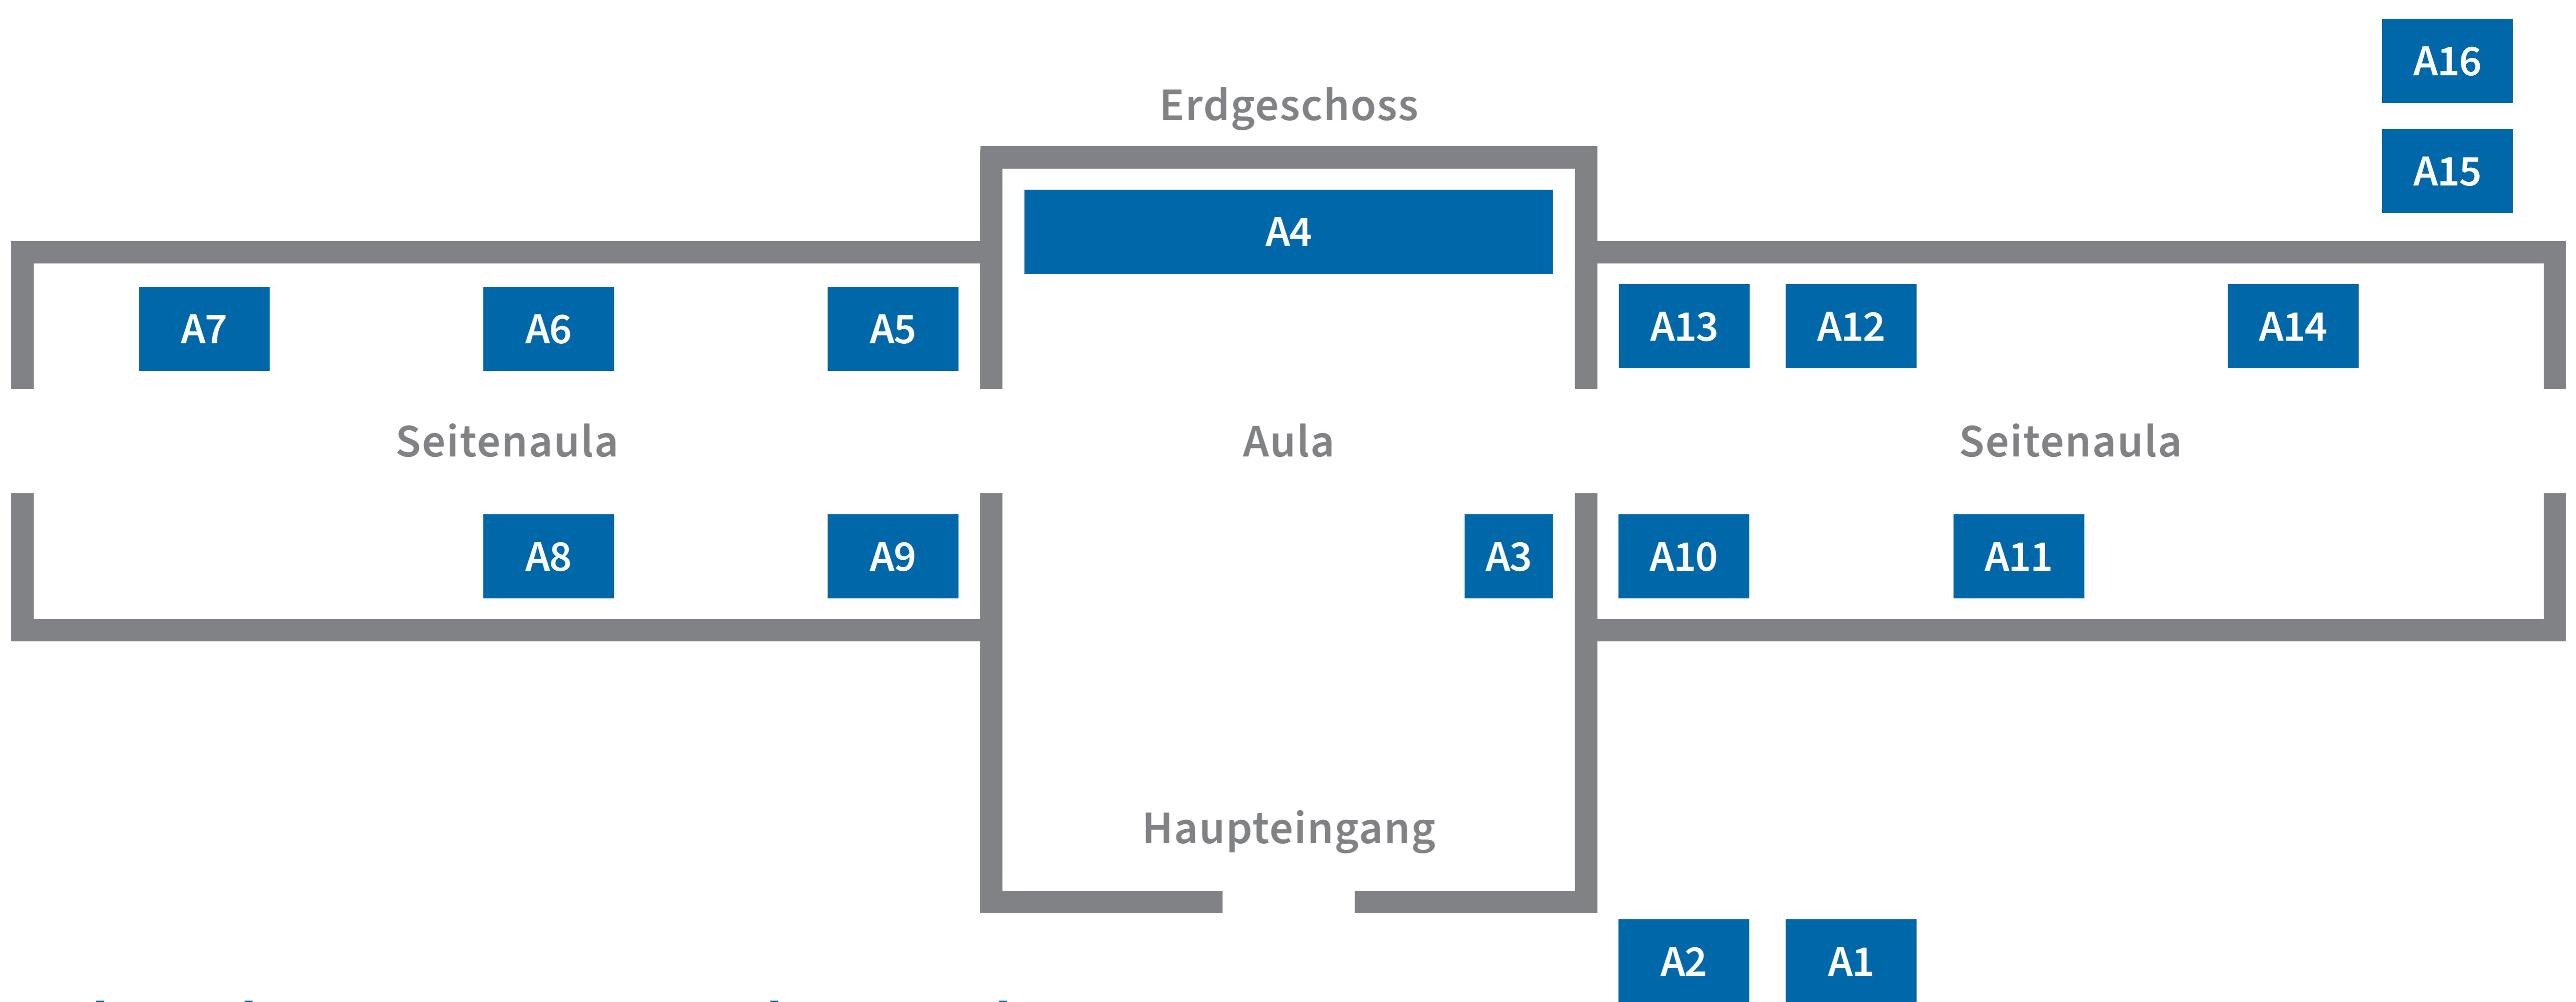 A16
Erdgeschoss
A15
A4
A7 A6 A5 A13 A12 A14
Seitenaula Aula Seitenaula
A8 A9 A3 A10 A11
Haupteingang
A2 A1